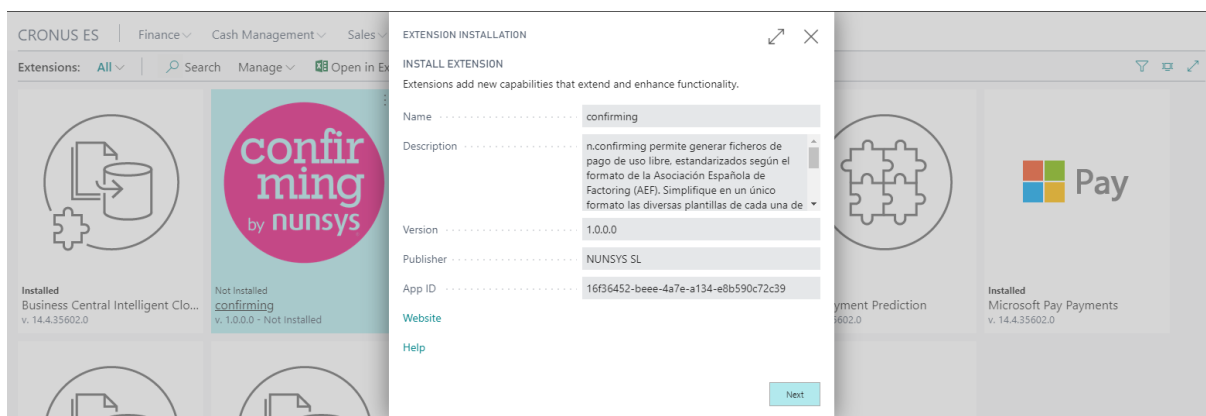 CRONUS ES
Finance
Cash Management
Sales
Extensions: All
Search
Manage
Open in Ex
confir
ming
by nunsys
Installed
Business Central Intelligent Clo...
v. 14.4.35602.0
Not Installed
confirming
v. 1.0.0.0 - Not Installed
EXTENSION INSTALLATION
INSTALL EXTENSION
Extensions add new capabilities that extend and enhance functionality.
Name
confirming
Description
n.confirming permite generar ficheros de
pago de uso libre, estandarizados según el
formato de la Asociación Española de
Factoring (AEF). Simplifique en un único
formato las diversas plantillas de cada una de
Version
1.0.0.0
Publisher
NUNSYS SL
App ID
16f36452-beee-4a7e-a134-e8b590c72c39
Website
Help
Next
yment Prediction
5602.0
Pay
Installed
Microsoft Pay Payments
v. 14.4.35602.0